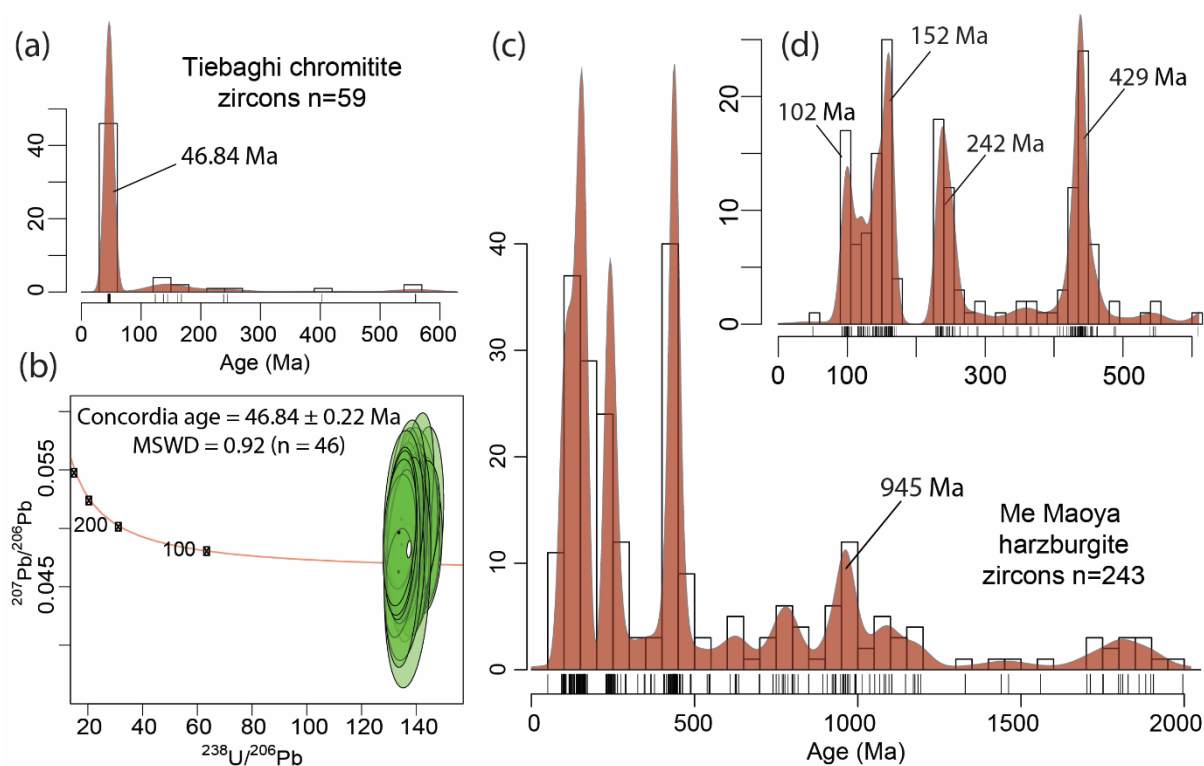 (a)
Tiebaghi chromitite
zircons n=59
46.84 Ma
40
20
0
0 100 200 300 400 500 600
Age (Ma)
(b)
Concordia age = 46.84 ± 0.22 Ma
MSWD = 0.92 (n = 46)
0.055
0.045
200
100
207Pb/206Pb
20 40 60 80 100 120 140
238U/206Pb
(c)
40
30
20
10
0
945 Ma
Me Maoya
harzburgite
zircons n=243
0 500 1000 1500 2000
Age (Ma)
(d)
20
10
0
102 Ma
152 Ma
242 Ma
429 Ma
0 100 300 500